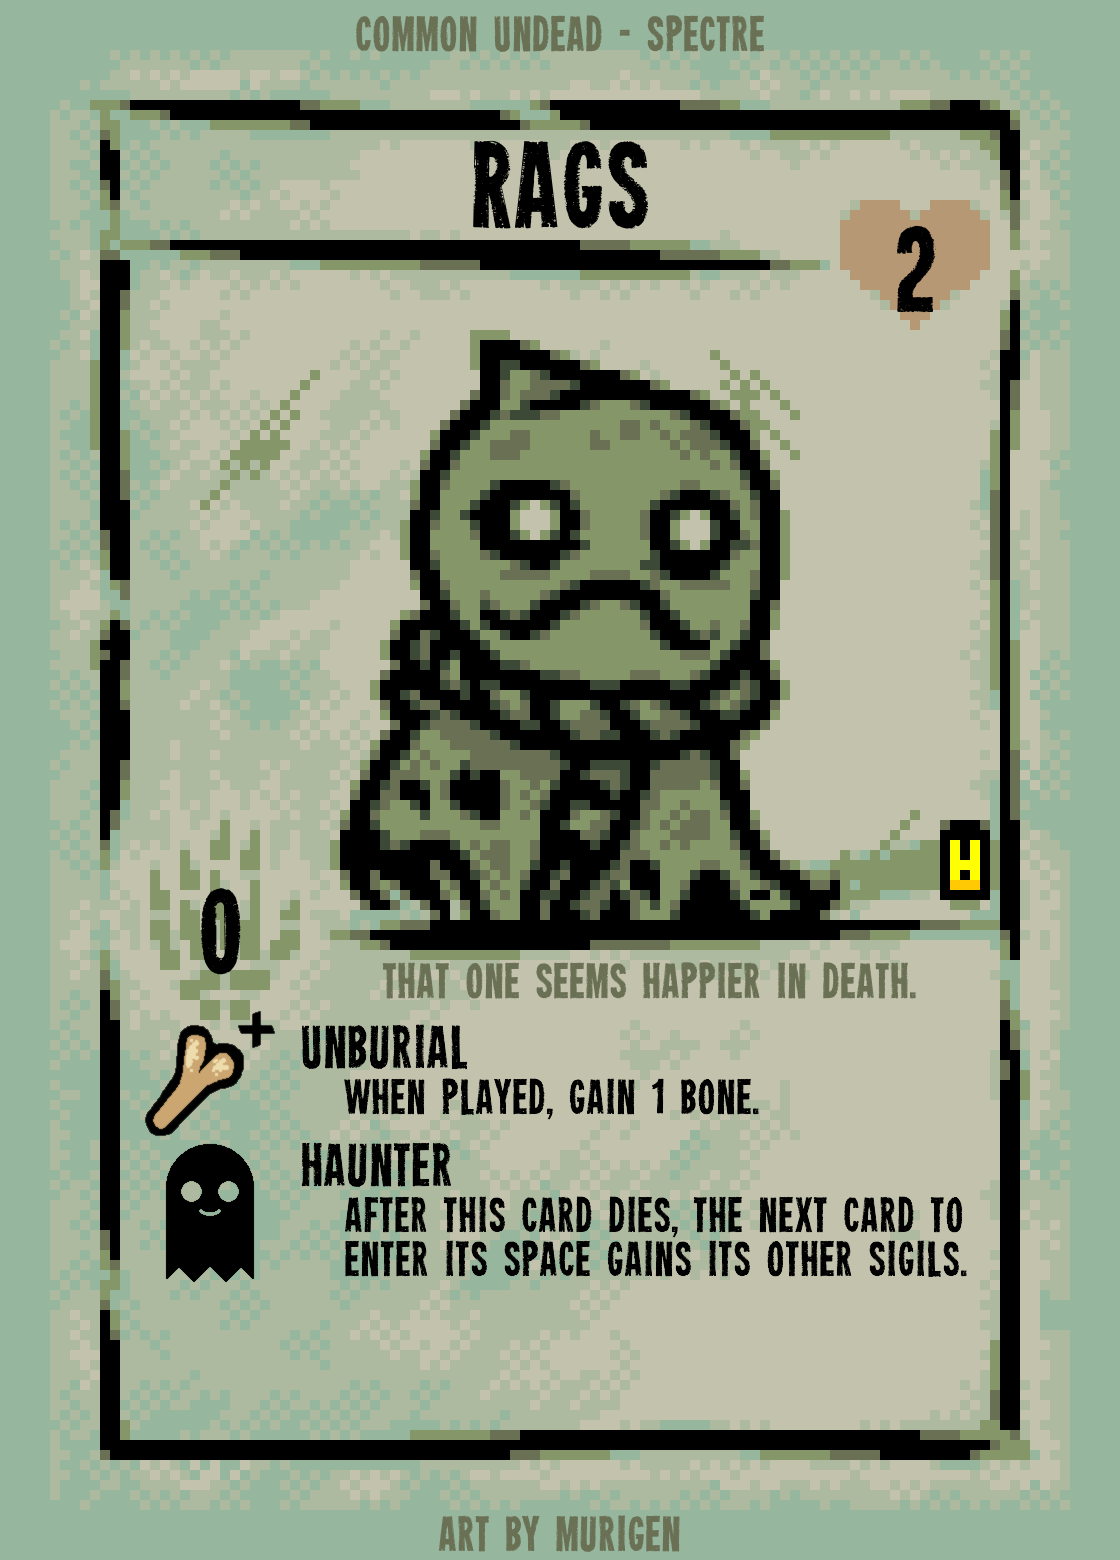 COMMON UNDEAD - SPECTRE
RAGS
2
0
THAT ONE SEEMS HAPPIER IN DEATH.
UNBURIAL
WHEN PLAYED, GAIN 1 BONE.
HAUNTER
AFTER THIS CARD DIES, THE NEXT CARD TO
ENTER ITS SPACE GAINS ITS OTHER SIGILS.
ART BY MURIGEN